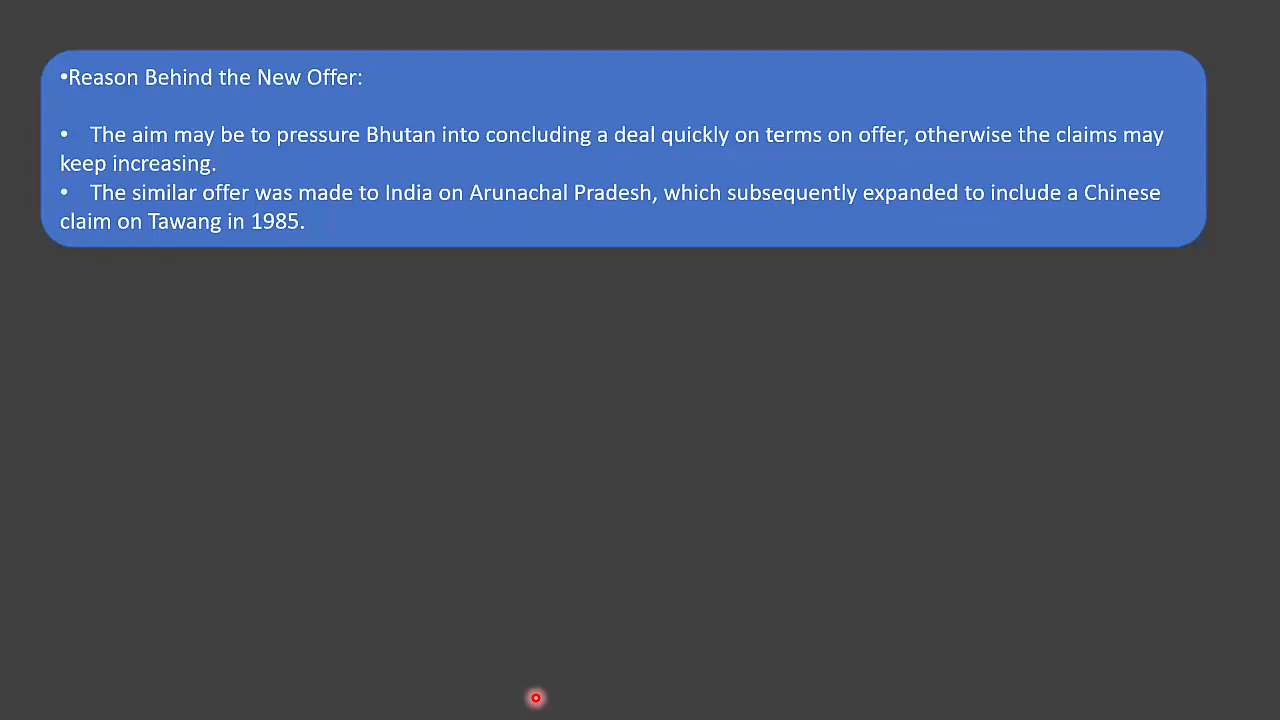 •Reason Behind the New Offer:
• The aim may be to pressure Bhutan into concluding a deal quickly on terms on offer, otherwise the claims may
keep increasing.
• The similar offer was made to India on Arunachal Pradesh, which subsequently expanded to include a Chinese
claim on Tawang in 1985.